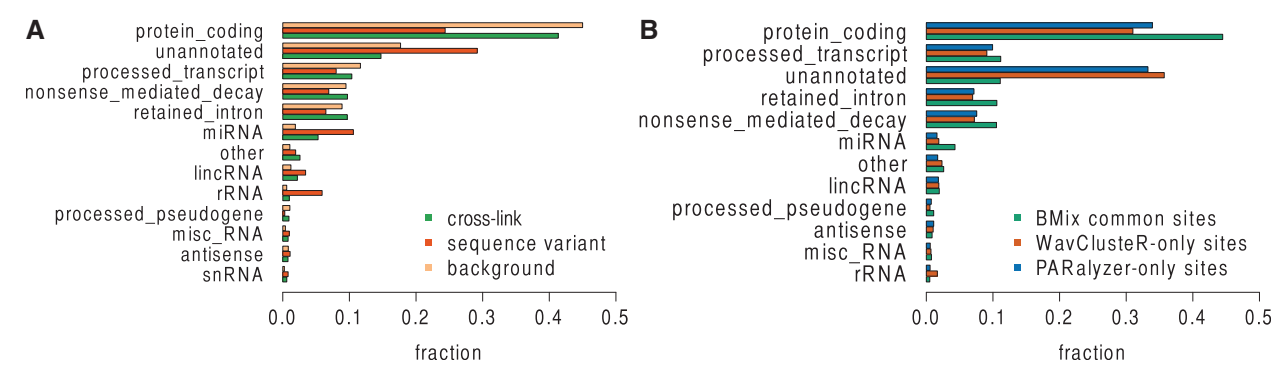 A
protein_coding
unannotated
processed_transcript
nonsense_mediated_decay
retained_intron
miRNA
other
lincRNA
rRNA
processed_pseudogene
misc_RNA
antisense
snRNA
cross-link
sequence variant
background
0.0 0.1 0.2 0.3 0.4 0.5
fraction
B
protein_coding
processed_transcript
unannotated
retained_intron
nonsense_mediated_decay
miRNA
other
lincRNA
processed_pseudogene
antisense
misc_RNA
rRNA
BMix common sites
WavClusteR-only sites
PARalyzer-only sites
0.0 0.1 0.2 0.3 0.4 0.5
fraction